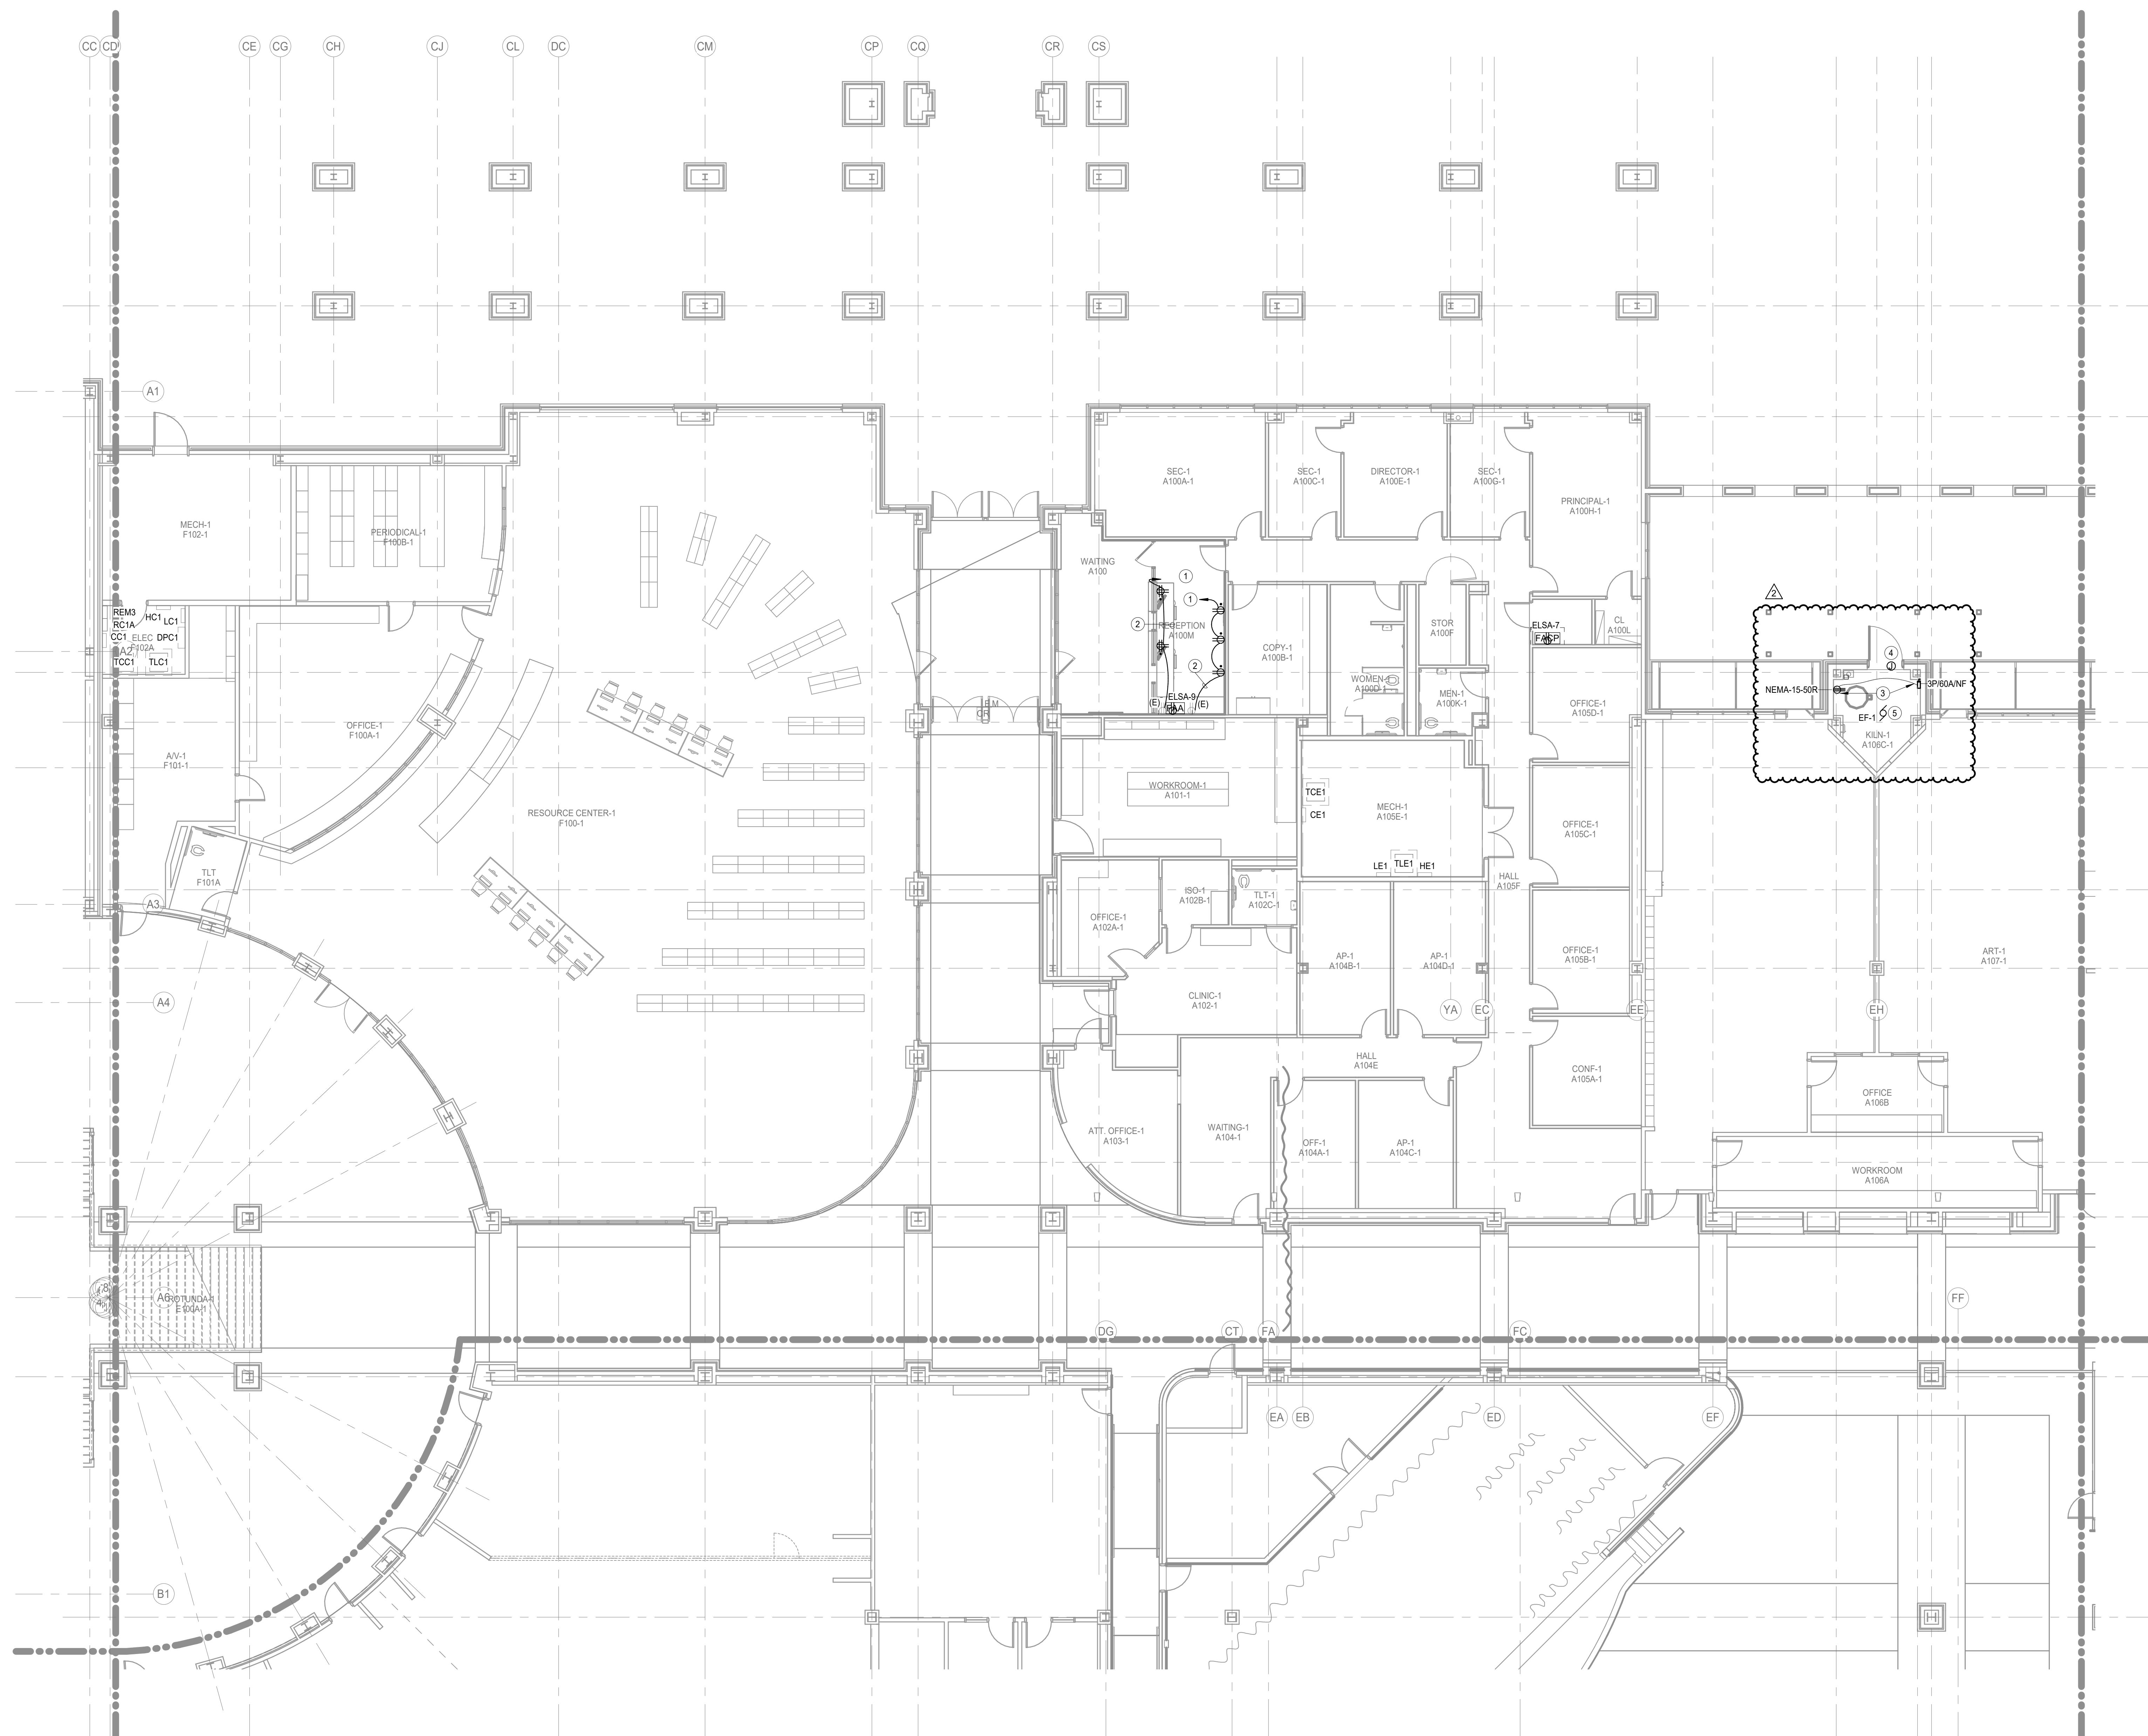 CC CD CE CG CH CJ CL DC CM CP CQ CR CS
A1
SEC-1
A100A-1
SEC-1
A100C-1
DIRECTOR-1
A100E-1
SEC-1
A100G-1
PRINCIPAL-1
A100H-1
MECH-1
F102-1
PERIODICAL-1
F100B-1
WAITING
A100
1
1
2
RECEPTION
A100M
2
ELSA-9
(E) FAA (E)
COPY-1
A100B-1
WOMEN-1
A100D-1
STOR
A100F
MEN-1
A100K-1
ELSA-7
FACP
CL
A100L
2
REM3
RC1A
HC1
LC1
CC1
ELEC
F102A
DPC1
A2
TCC1
TLC1
4
NEMA-15-50R
3
3P/60A/NF
EF-1
5
KILN-1
A106C-1
OFFICE-1
A105D-1
OFFICE-1
F100A-1
A/V-1
F101-1
RESOURCE CENTER-1
F100-1
WORKROOM-1
A101-1
TCE1
CE1
MECH-1
A105E-1
LE1
TLE1
HE1
OFFICE-1
A105C-1
HALL
A105F
TLT
F101A
A3
OFFICE-1
A102A-1
ISO-1
A102B-1
TLT-1
A102C-1
AP-1
A104B-1
AP-1
A104D-1
OFFICE-1
A105B-1
ART-1
A107-1
CLINIC-1
A102-1
A4
YA EC EE EH
HALL
A104E
CONF-1
A105A-1
OFFICE
A106B
ATT. OFFICE-1
A103-1
WAITING-1
A104-1
OFF-1
A104A-1
AP-1
A104C-1
WORKROOM
A106A
A6
ROTUNDA-1
E100A-1
FF
DG CT FA FC
EA EB ED EF
B1